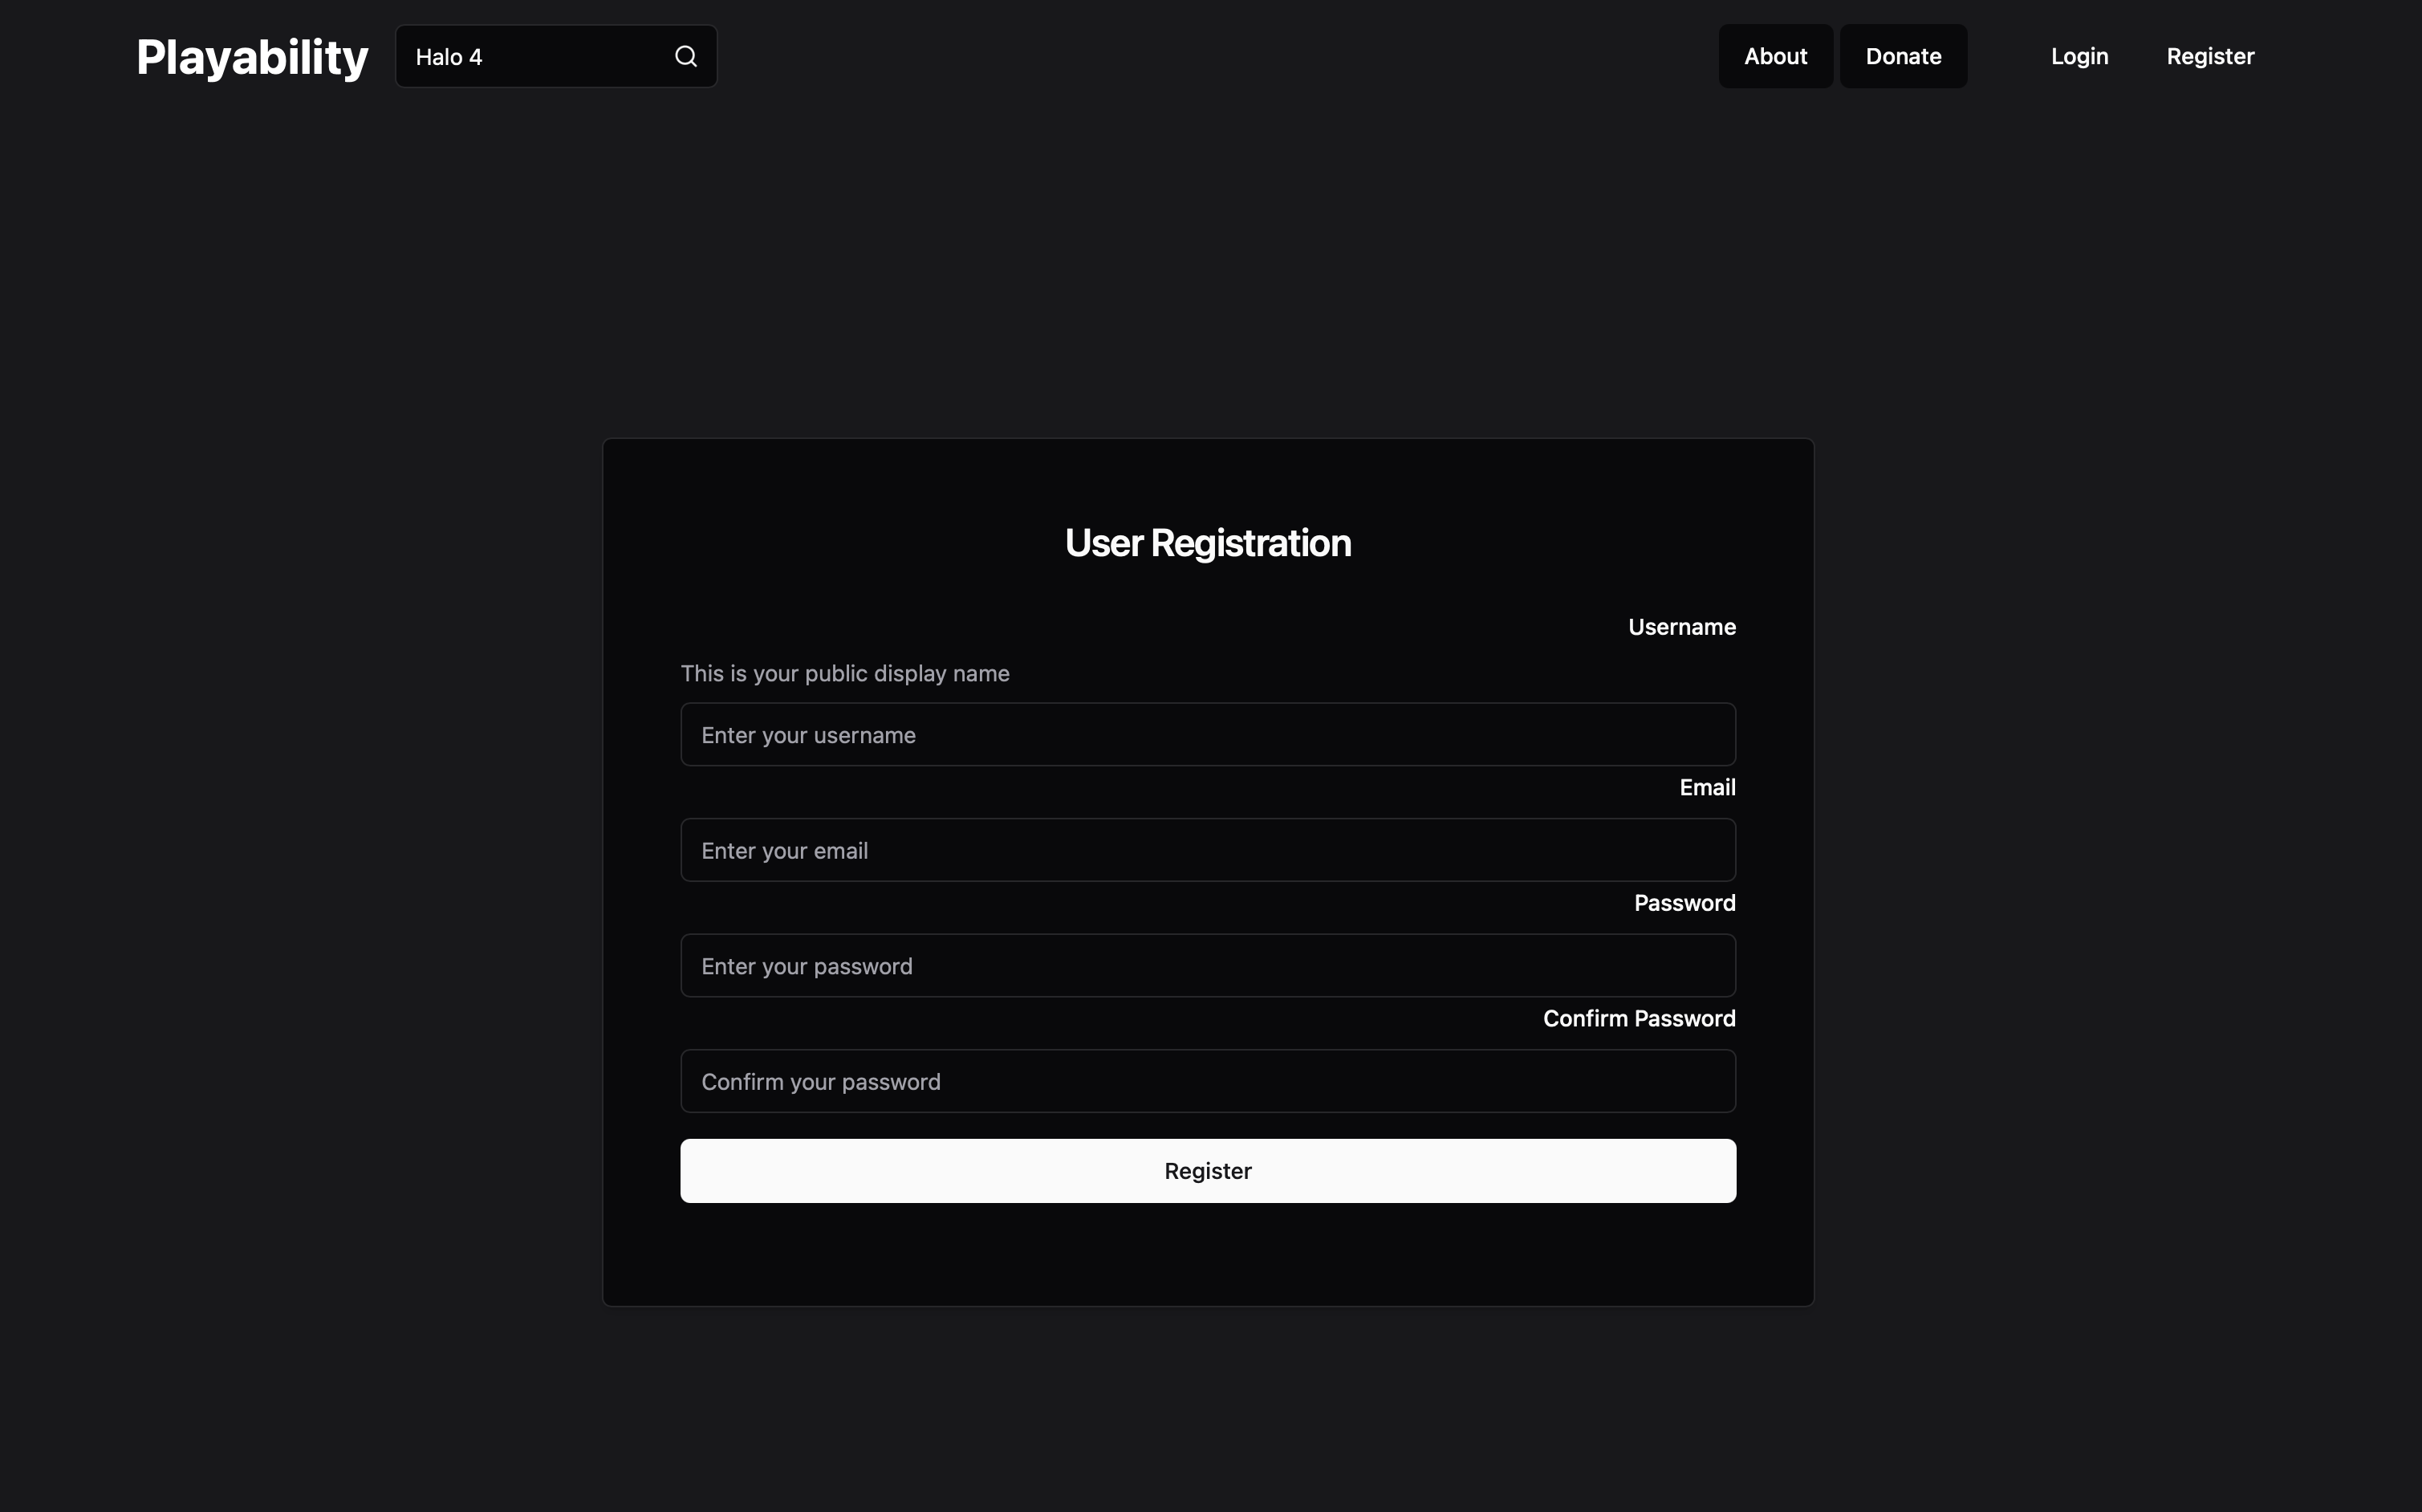 Playability
Halo 4
About
Donate
Login
Register
User Registration
Username
This is your public display name
Enter your username
Email
Enter your email
Password
Enter your password
Confirm Password
Confirm your password
Register